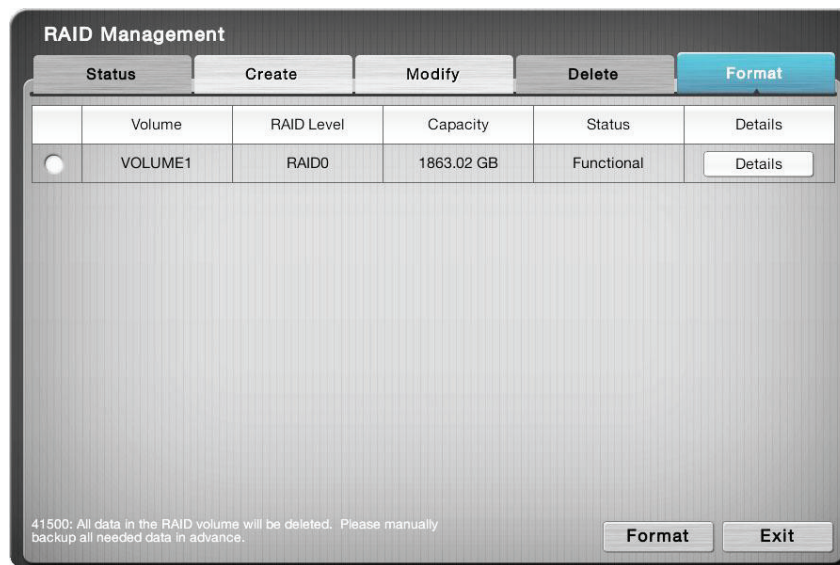 RAID Management
Status Create Modify Delete Format
Volume RAID Level Capacity Status Details
VOLUME1 RAID0 1863.02 GB Functional Details
41500: All data in the RAID volume will be deleted. Please manually
backup all needed data in advance.
Format Exit